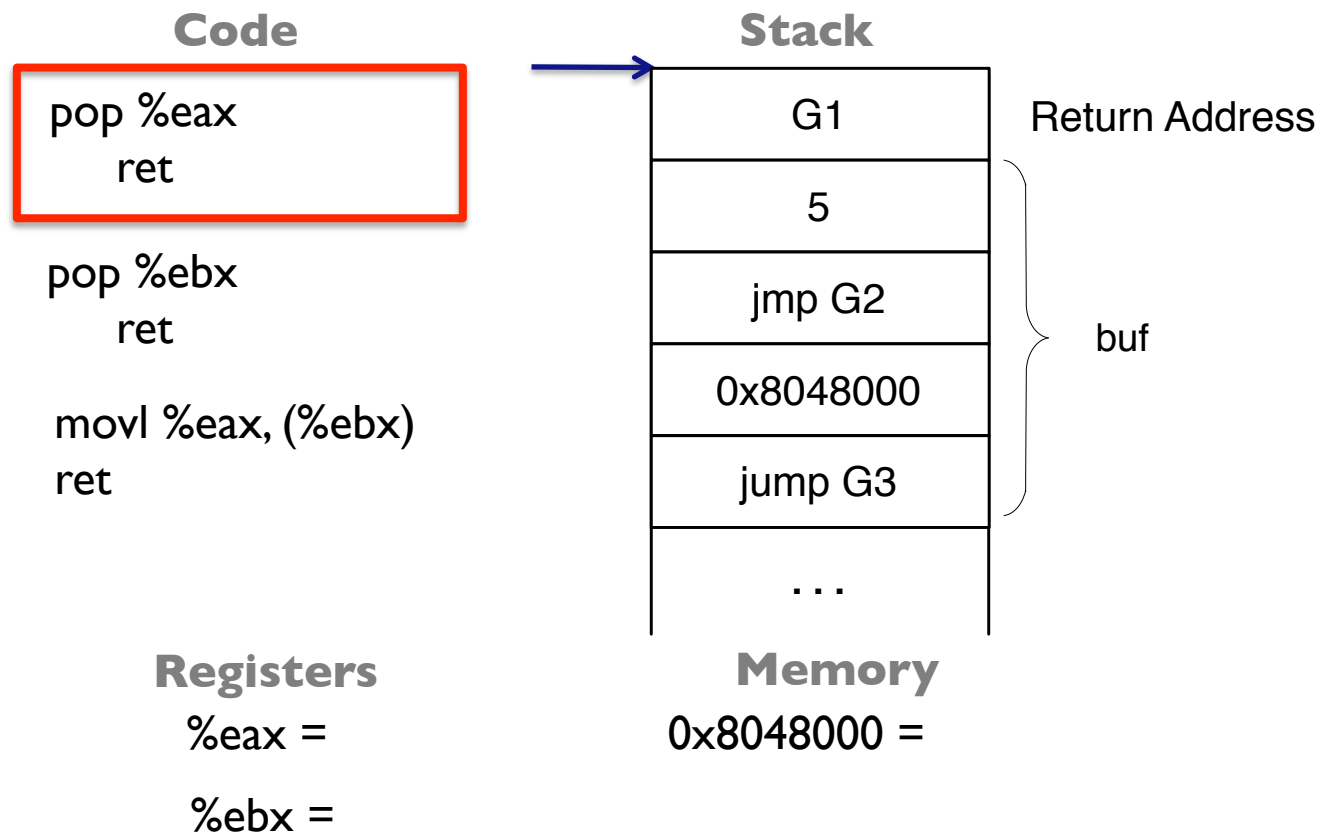 Code
pop %eax
ret
pop %ebx
ret
movl %eax, (%ebx)
ret
Stack
G1
Return Address
5
jmp G2
0x8048000
jump G3
buf
...
Registers
%eax =
%ebx =
Memory
0x8048000 =